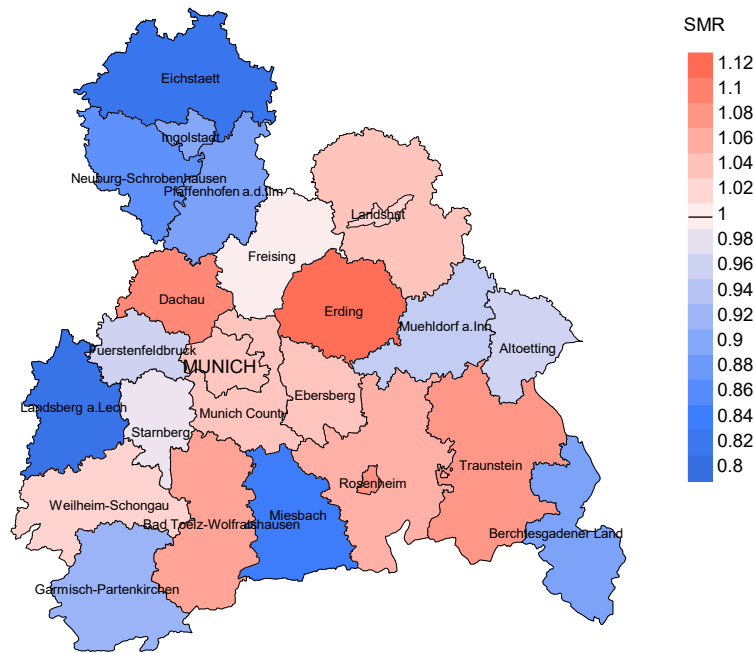 SMR
1.12
1.1
1.08
1.06
1.04
1.02
1
0.98
0.96
0.94
0.92
0.9
0.88
0.86
0.84
0.82
0.8
Eichstaett
Ingolstadt
Neuburg-Schrobenhausen
Pfaffenhofen a.d.Ilm
Landshut
Freising
Dachau
Erding
Muehldorf a.Inn
Altoetting
Fuerstenfeldbruck
MUNICH
Ebersberg
Landsberg a.Lech
Munich County
Starnberg
Traunstein
Rosenheim
Weilheim-Schongau
Miesbach
Bad Toelz-Wolfratshausen
Berchtesgadener Land
Garmisch-Partenkirchen